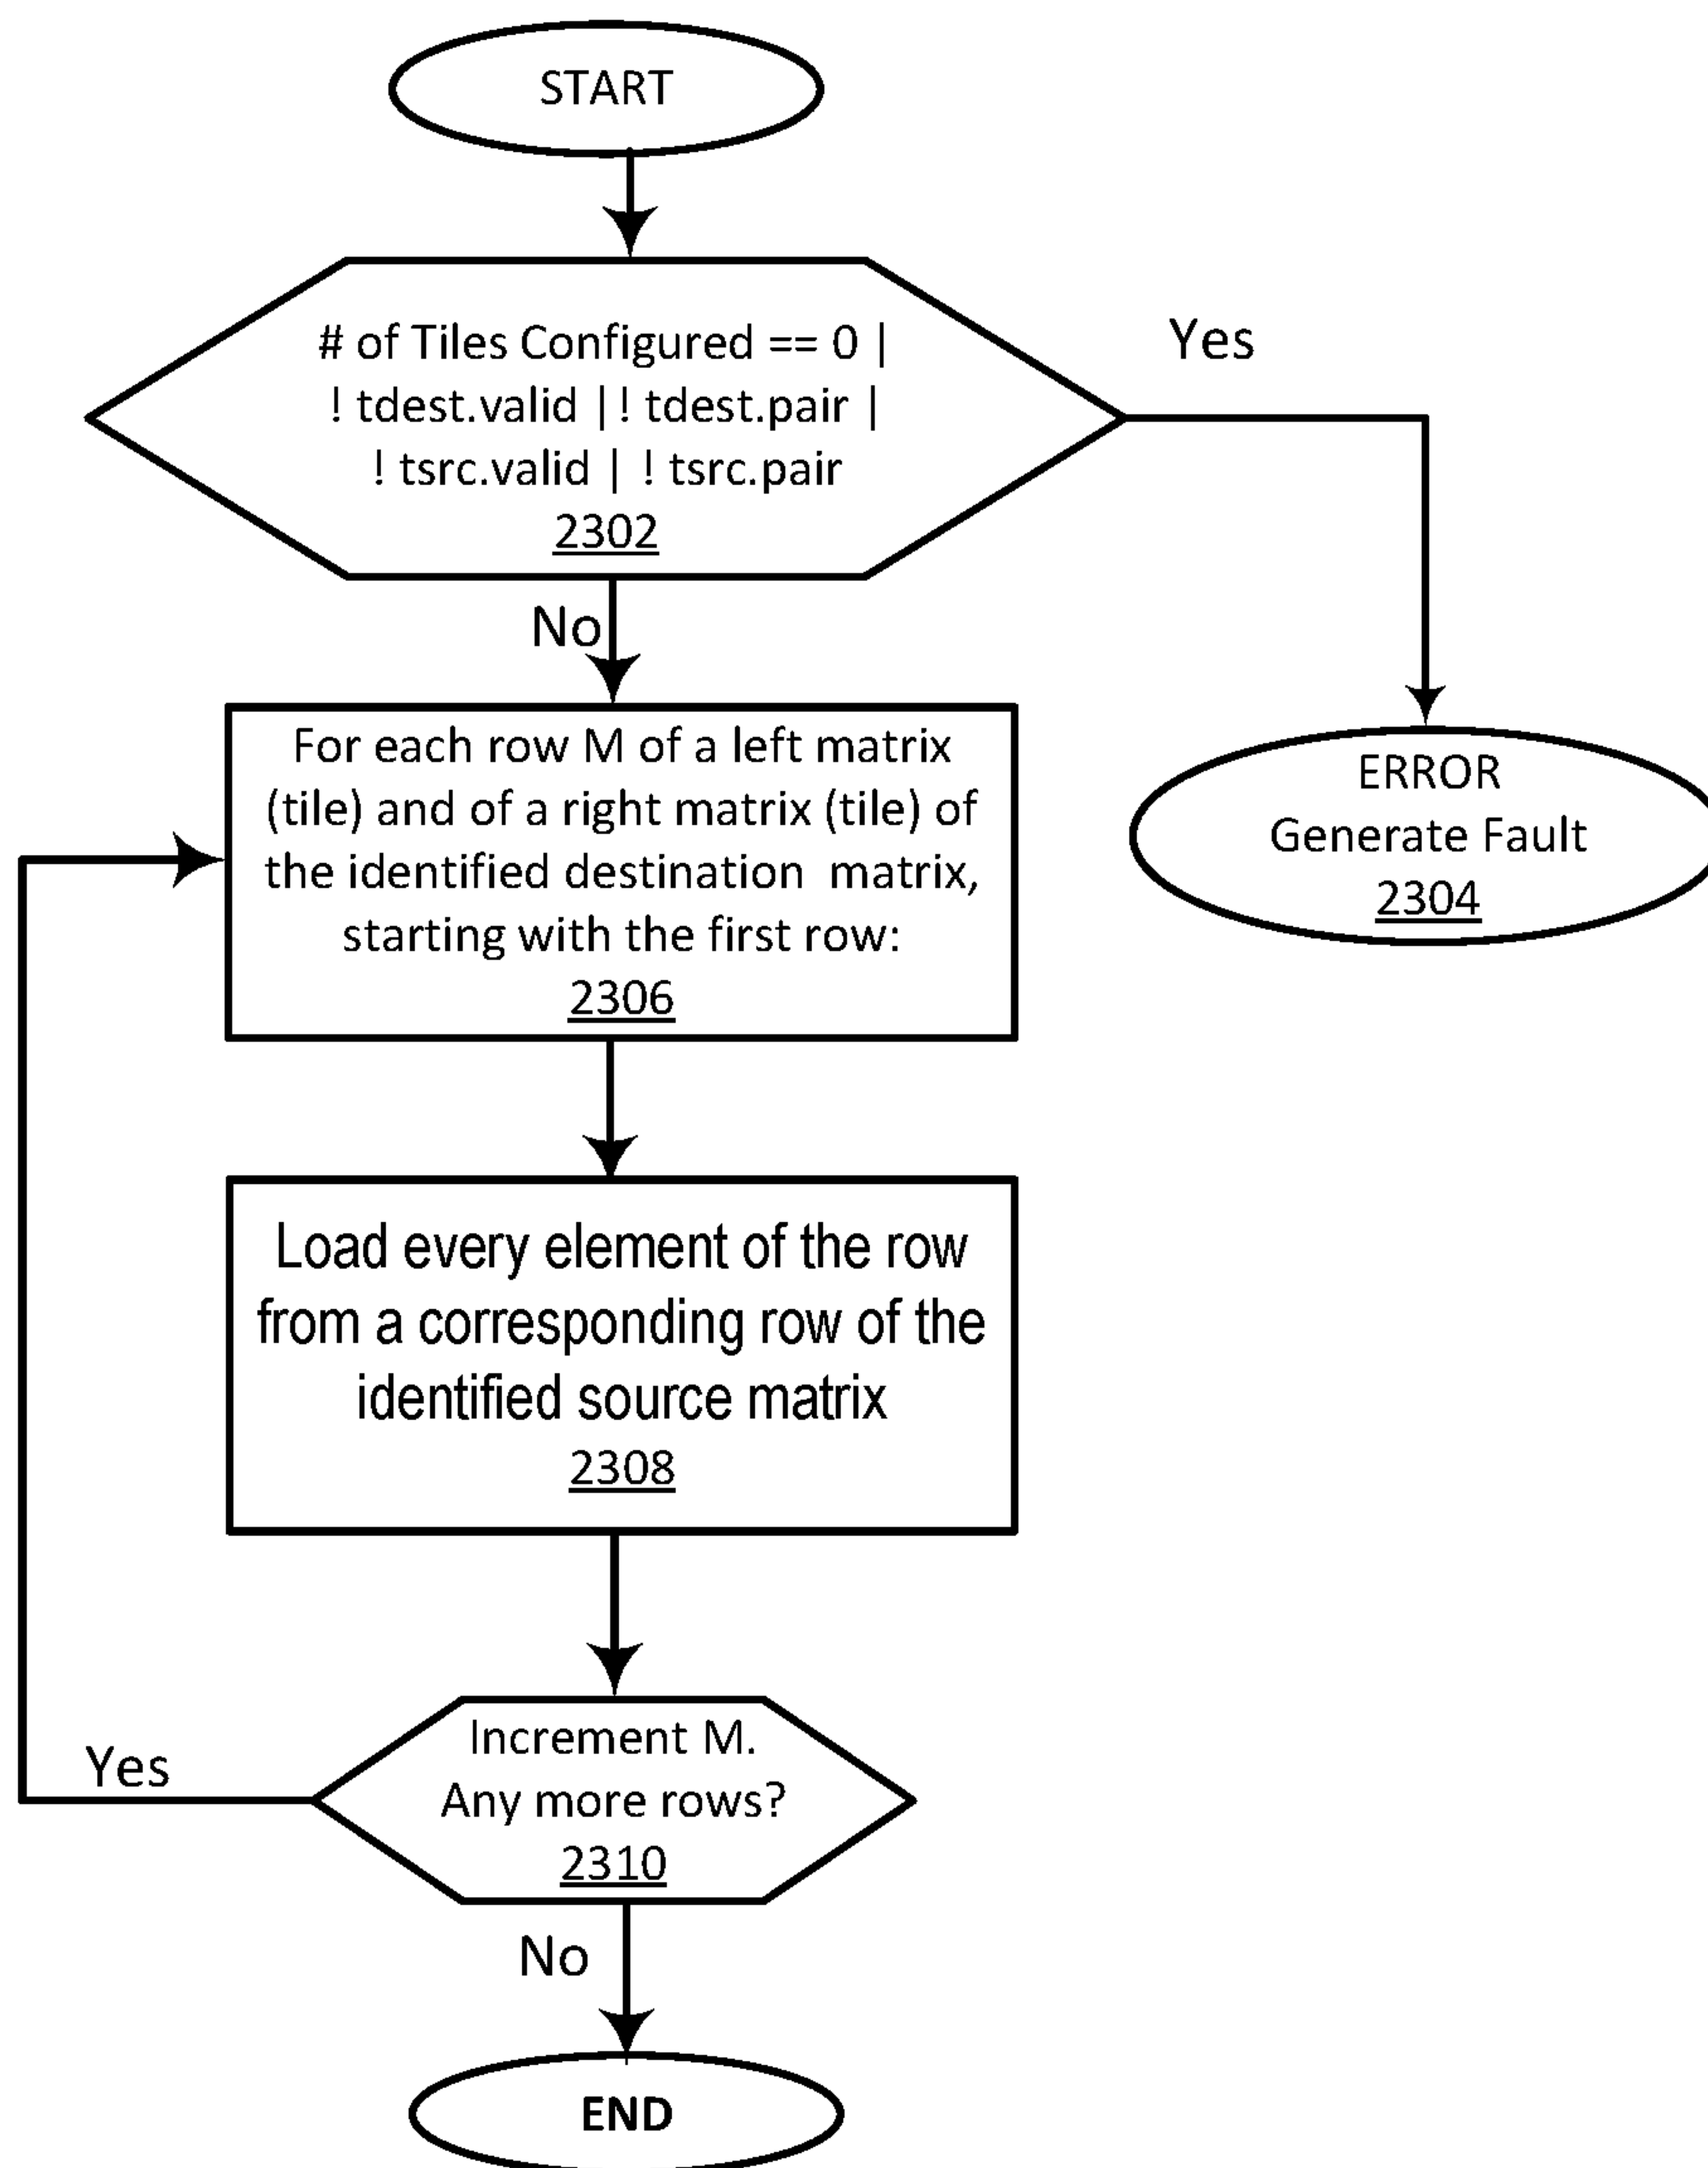 START
# of Tiles Configured == 0 |
! tdest.valid | ! tdest.pair |
! tsrc.valid | ! tsrc.pair
2302
Yes
No
For each row M of a left matrix
(tile) and of a right matrix (tile) of
the identified destination matrix,
starting with the first row:
2306
ERROR
Generate Fault
2304
Load every element of the row
from a corresponding row of the
identified source matrix
2308
Increment M.
Any more rows?
2310
Yes
No
END